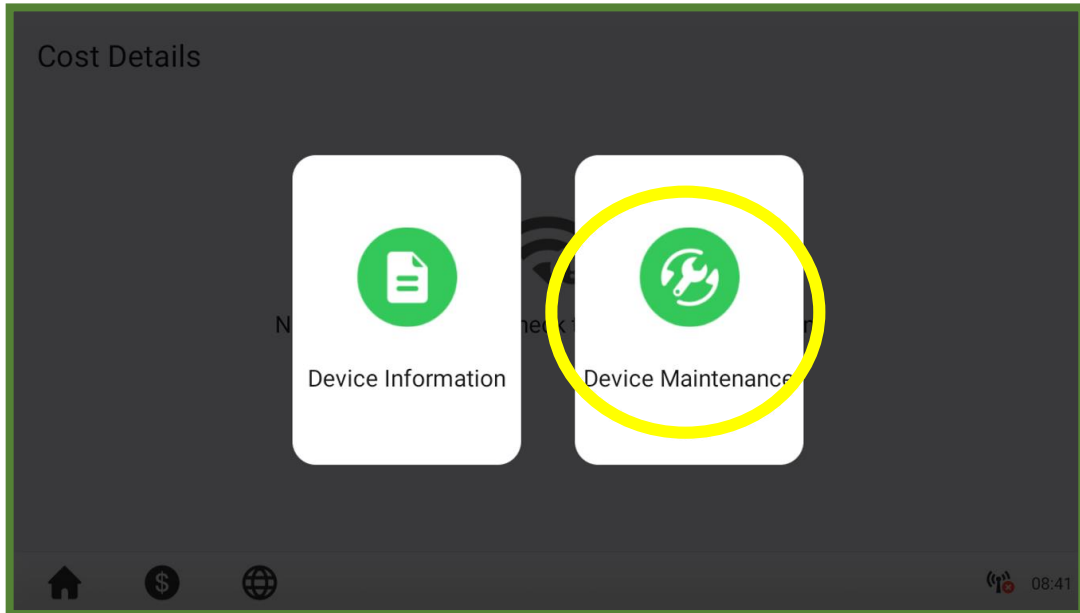 Cost Details
Device Information
Device Maintenance
$
08:41